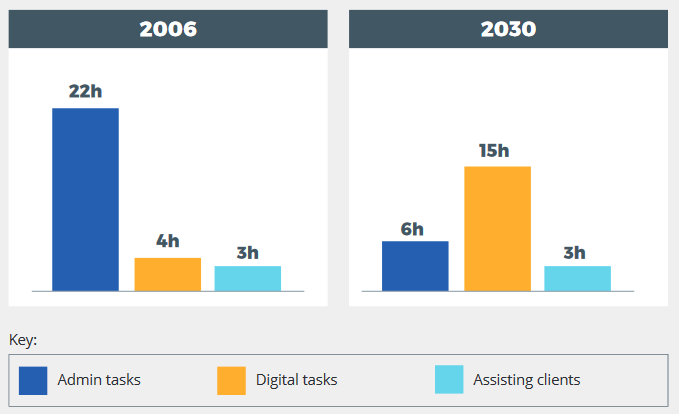 2006
22h
4h
3h
2030
6h
15h
3h
Key:
Admin tasks
Digital tasks
Assisting clients